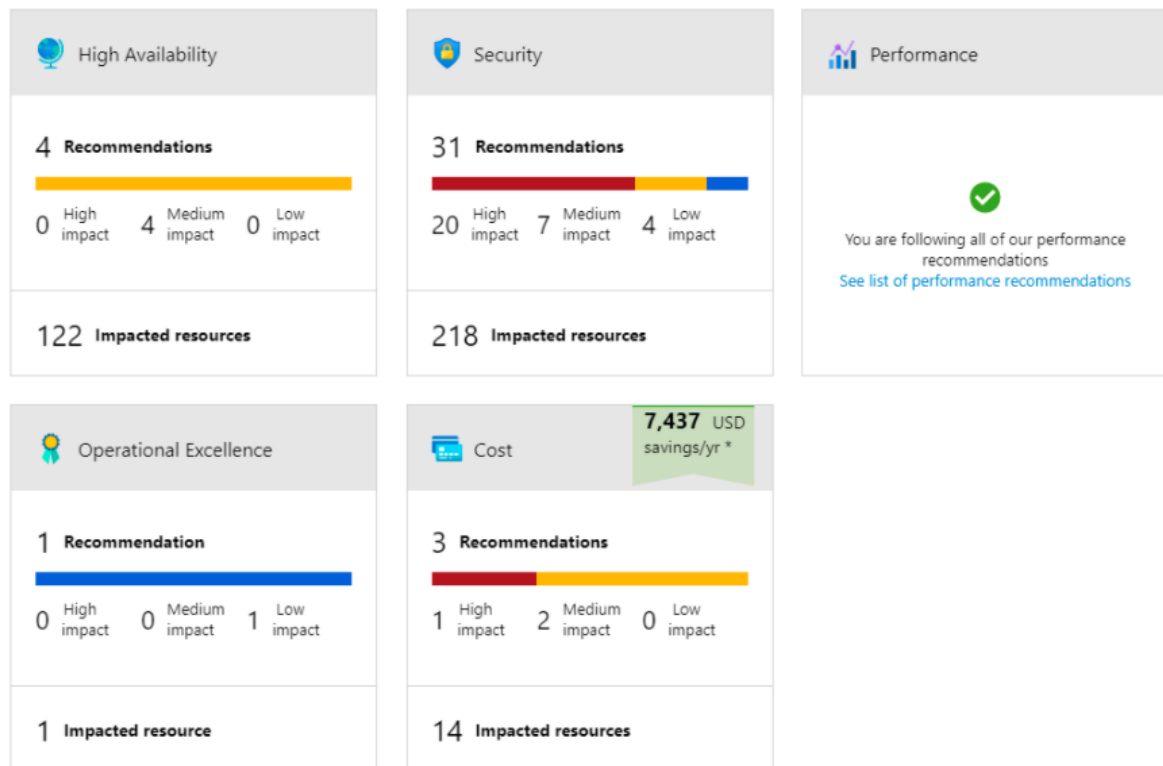 High Availability
4 Recommendations
0 High impact 4 Medium impact 0 Low impact
122 Impacted resources
Security
31 Recommendations
20 High impact 7 Medium impact 4 Low impact
218 Impacted resources
Performance
You are following all of our performance
recommendations
See list of performance recommendations
Operational Excellence
1 Recommendation
0 High impact 0 Medium impact 1 Low impact
1 Impacted resource
Cost
7,437 USD
savings/yr *
3 Recommendations
1 High impact 2 Medium impact 0 Low impact
14 Impacted resources